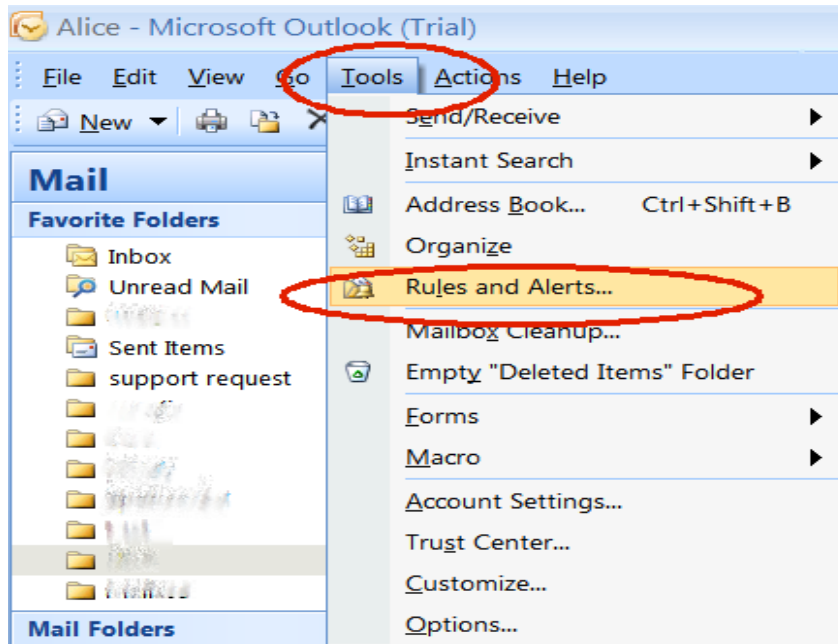 Alice - Microsoft Outlook (Trial)
File Edit View Go Tools Actions Help
New
Mail
Favorite Folders
Inbox
Unread Mail
Sent Items
support request
Mail Folders
Send/Receive
Instant Search
Address Book... Ctrl+Shift+B
Organize
Rules and Alerts...
Mailbox Cleanup...
Empty "Deleted Items" Folder
Forms
Macro
Account Settings...
Trust Center...
Customize...
Options...